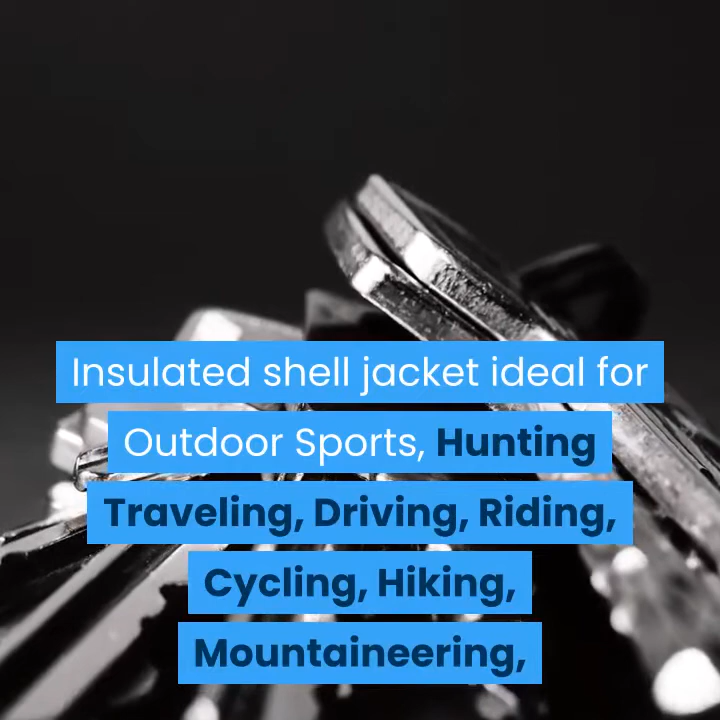 Insulated shell jacket ideal for
Outdoor Sports, Hunting
Traveling, Driving, Riding,
Cycling, Hiking,
Mountaineering,